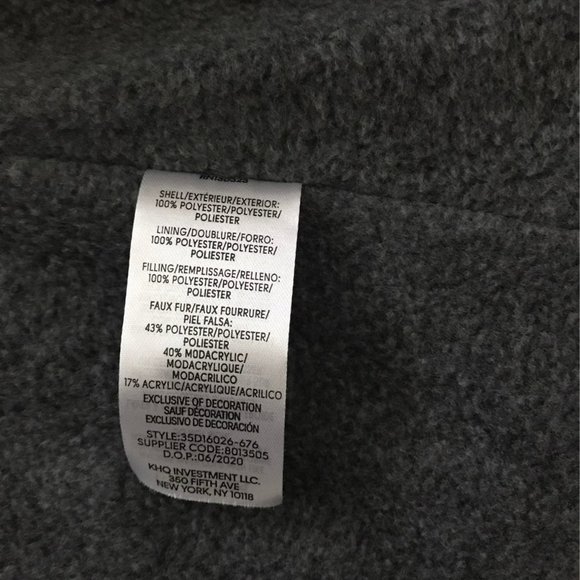 SHELL/EXTÉRIEUR/EXTERIOR:
100% POLYESTER/POLYESTER/
POLIESTER
LINING/DOUBLURE/FORRO:
100% POLYESTER/POLYESTER/
POLIESTER
FILLING/REMPLISSAGE/RELLENO:
100% POLYESTER/POLYESTER/
POLIESTER
FAUX FUR/FAUX FOURRURE/
PIEL FALSA:
43% POLYESTER/POLYESTER/
POLIESTER
40% MODACRYLIC/
MODACRYLIQUE/
MODACRILICO
17% ACRYLIC/ACRYLIQUE/ACRILICO
EXCLUSIVE OF DECORATION
SAUF DÉCORATION
EXCLUSIVO DE DECORACIÓN
STYLE:35D16026-676
SUPPLIER CODE:8013505
D.O.P.:06/2020
KHQ INVESTMENT LLC.
350 FIFTH AVE
NEW YORK, NY 10118